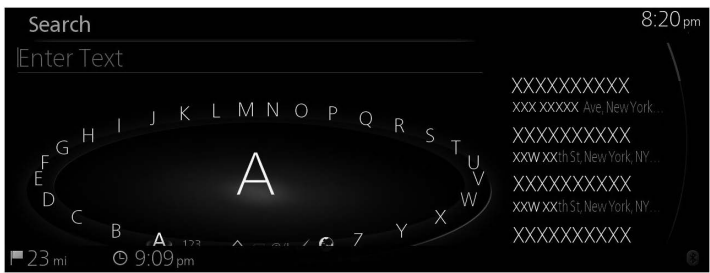 Search
8:20 pm
Enter Text
A B C D E F G H I J K L M N O P Q R S T U V W X Y Z
123
A
XXXXXXXXXX
XXX XXXXX Ave, New York...
XXXXXXXXXX
XXW XXth St, New York, NY...
XXXXXXXXXX
XXW XXth St, New York, NY...
XXXXXXXXXX
23 mi
9:09 pm